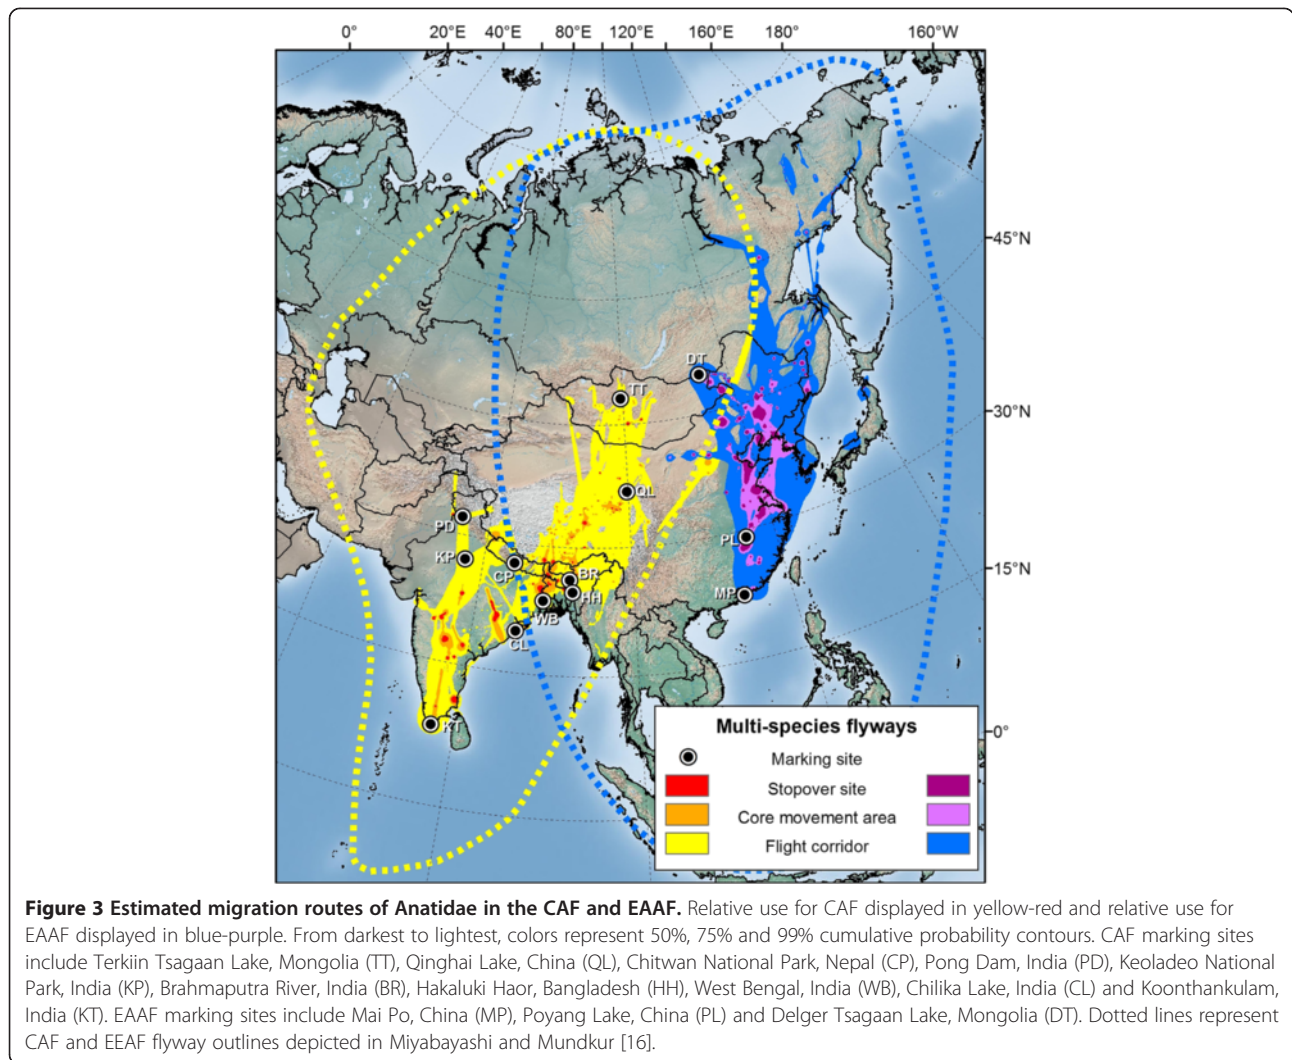 0° 20°E 40°E 60°E 80°E 120°E 160°E 180° 160°W
45°N
30°N
15°N
0°
DT
TT
QL
PD
KP
CP
BR
HH
WB
CL
KT
PL
MP
Multi-species flyways
Marking site
Stopover site
Core movement area
Flight corridor
Figure 3 Estimated migration routes of Anatidae in the CAF and EAAF. Relative use for CAF displayed in yellow-red and relative use for
EAAF displayed in blue-purple. From darkest to lightest, colors represent 50%, 75% and 99% cumulative probability contours. CAF marking sites
include Terkiin Tsagaan Lake, Mongolia (TT), Qinghai Lake, China (QL), Chitwan National Park, Nepal (CP), Pong Dam, India (PD), Keoladeo National
Park, India (KP), Brahmaputra River, India (BR), Hakaluki Haor, Bangladesh (HH), West Bengal, India (WB), Chilika Lake, India (CL) and Koonthankulam,
India (KT). EAAF marking sites include Mai Po, China (MP), Poyang Lake, China (PL) and Delger Tsagaan Lake, Mongolia (DT). Dotted lines represent
CAF and EEAF flyway outlines depicted in Miyabayashi and Mundkur [16].